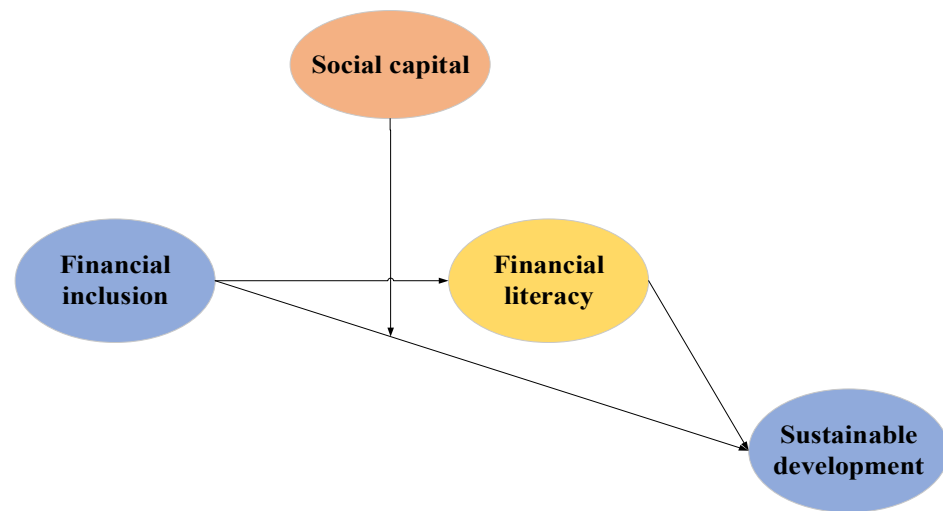 Social capital
Financial
inclusion
Financial
literacy
Sustainable
development